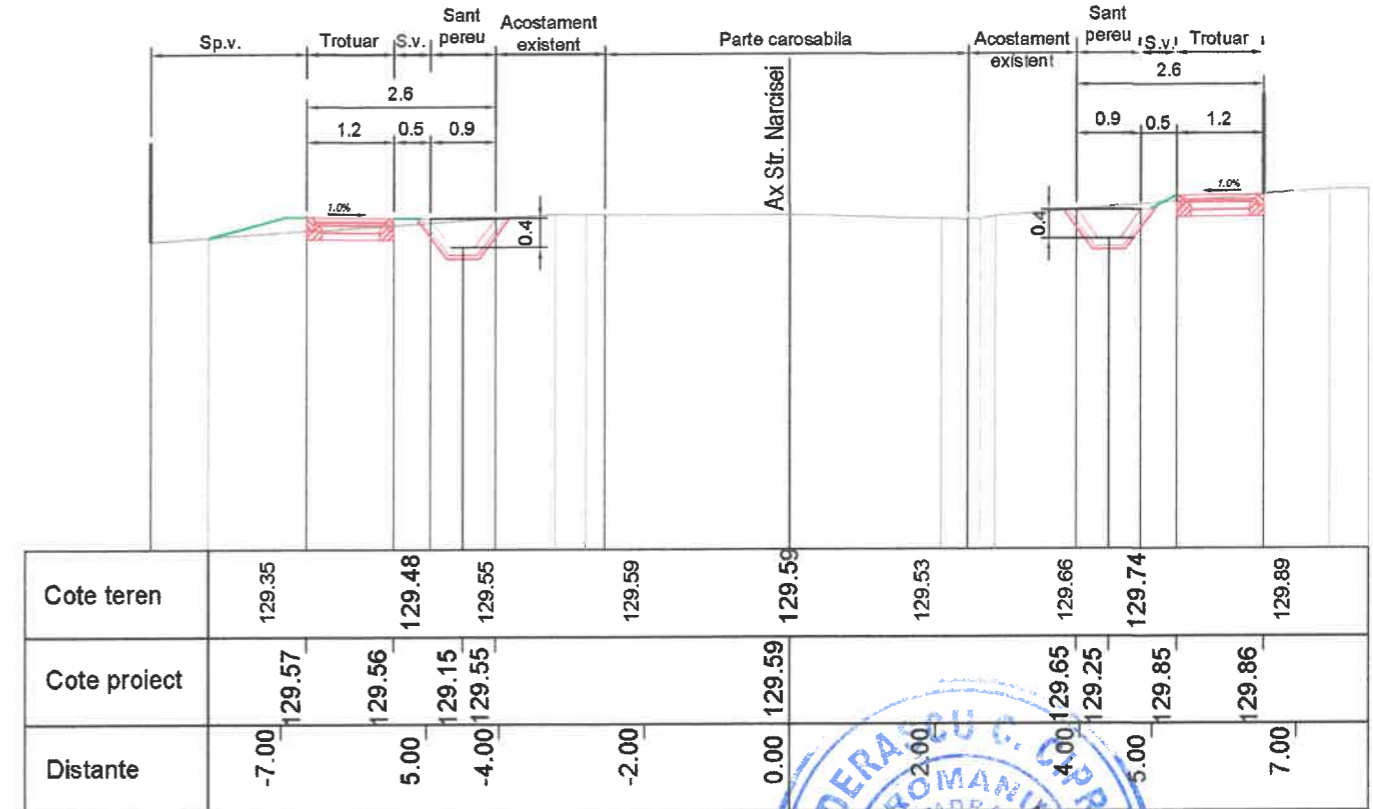 Sp.v.
Trotuar
S.v.
Sant
pereu
Acostament
existent
Parte carosabila
Acostament
existent
Sant
pereu
S.v.
Trotuar
2.6
1.2
0.5
0.9
2.6
0.9
0.5
1.2
Ax Str. Narcisei
1.0%
0.4
0.4
1.0%
Cote teren
129.35
129.48
129.55
129.59
129.59
129.53
129.66
129.74
129.89
Cote proiect
129.57
129.56
129.15
129.55
129.59
129.65
129.25
129.85
129.86
Distante
-7.00
5.00
-4.00
-2.00
0.00
2.00
4.00
5.00
7.00